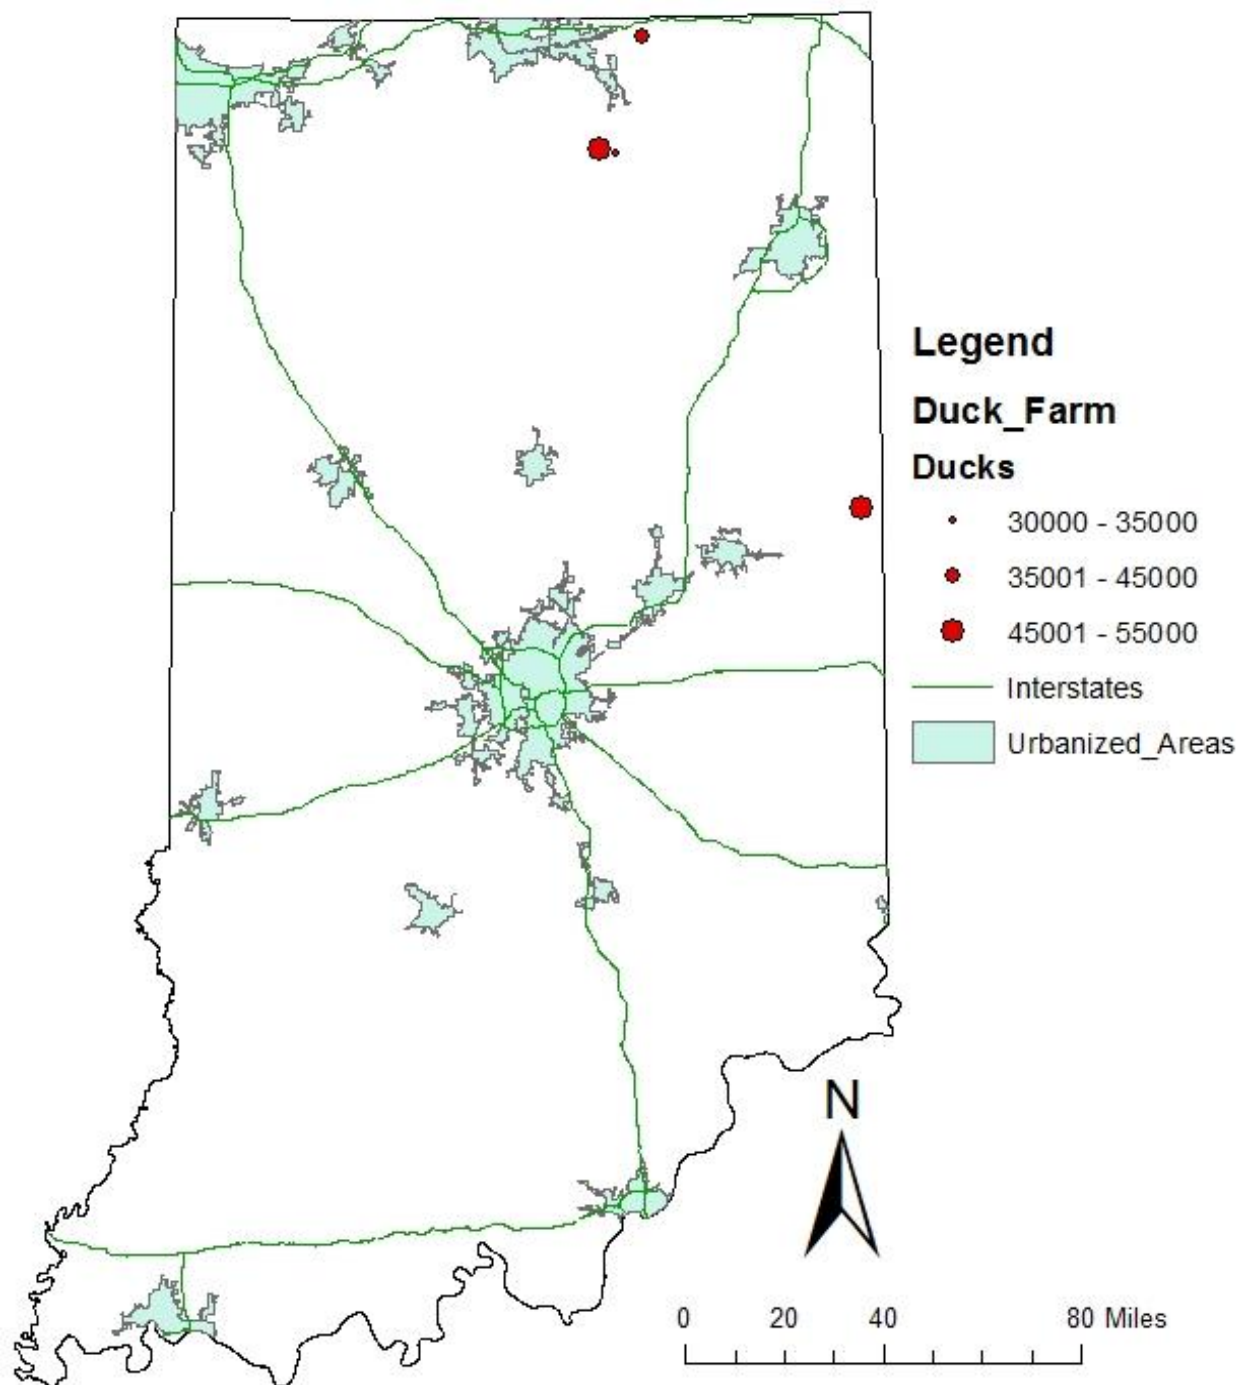 Legend
Duck_Farm
Ducks
30000 - 35000
35001 - 45000
45001 - 55000
Interstates
Urbanized_Areas
N
0 20 40 80 Miles